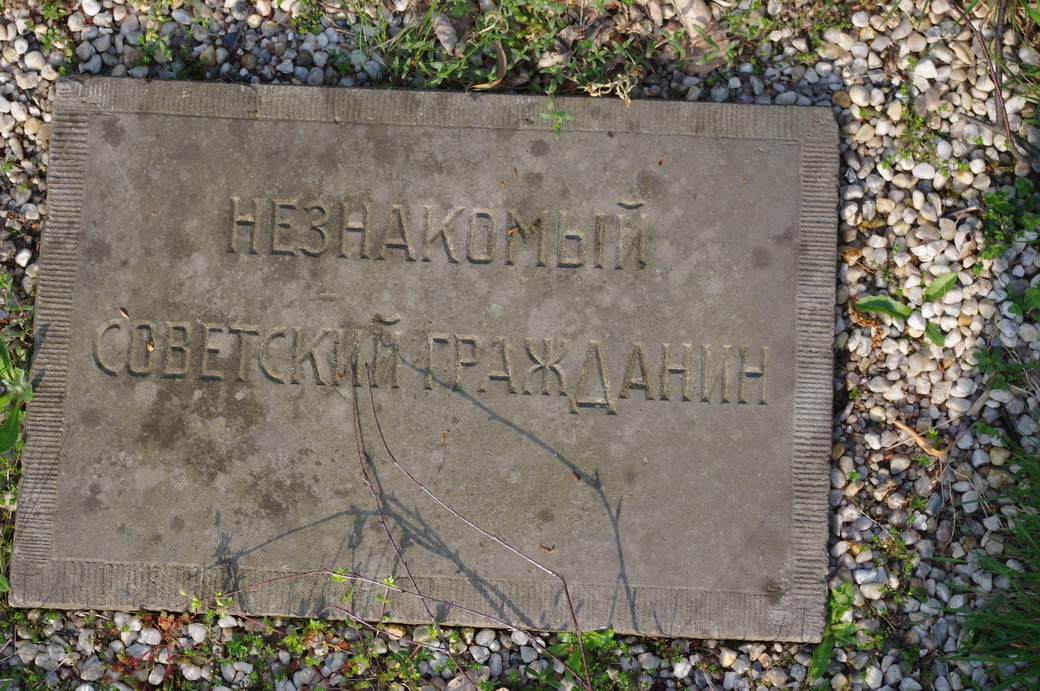 НЕЗНАКОМЫЙ
СОВЕТСКИЙ ГРАЖДАНИН